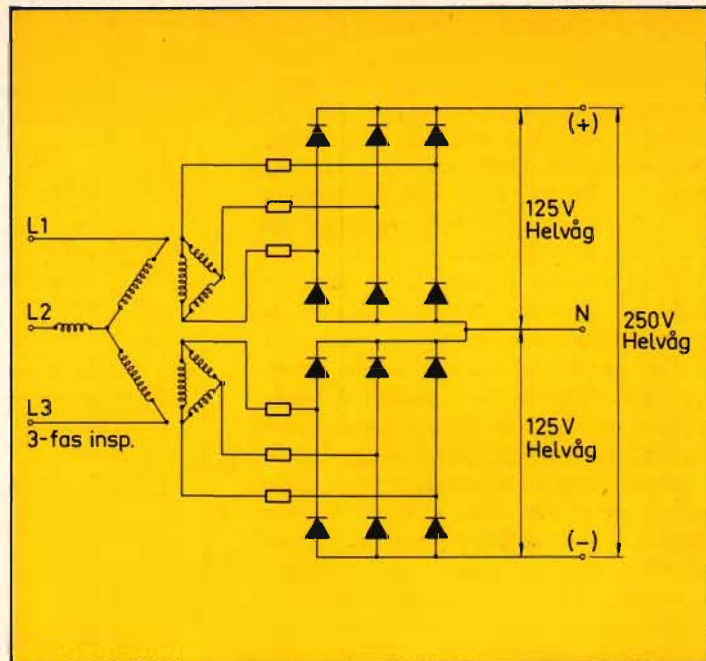 (+)
125V
Helvåg
L1
L2
N
250V
Helvåg
L3
3-fas insp.
125V
Helvåg
(-)